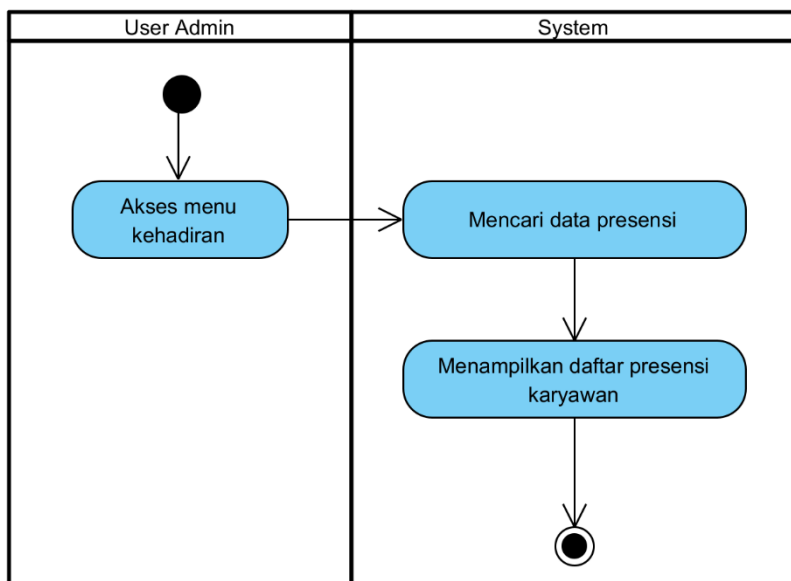 User Admin
System
Akses menu
kehadiran
Mencari data presensi
Menampilkan daftar presensi
karyawan